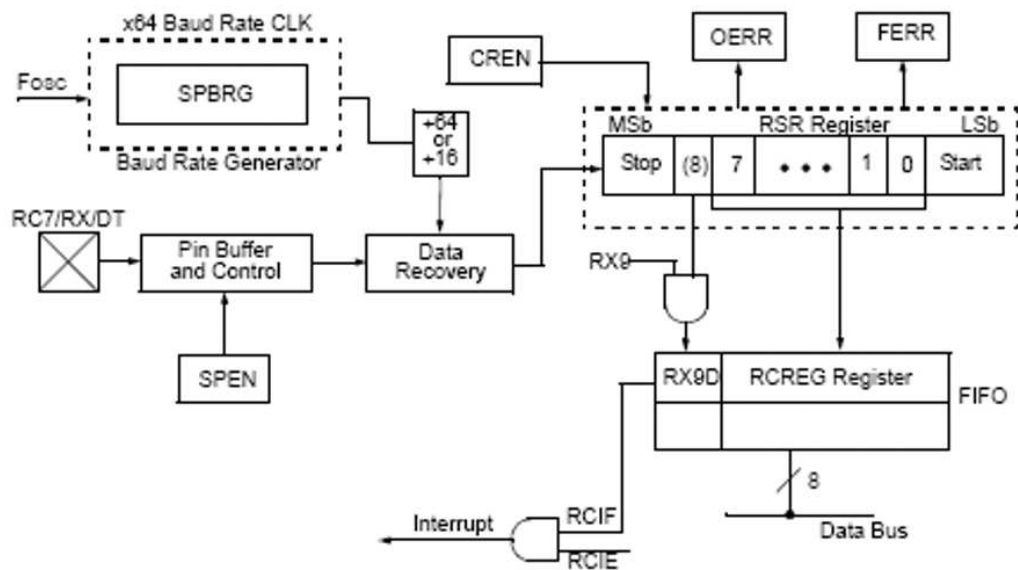 x64 Baud Rate CLK
Fosc
SPBRG
Baud Rate Generator
CREN
OERR
FERR
+64
or
+16
MSb
RSR Register
LSb
Stop
(8)
7
• • •
1
0
Start
RC7/RX/DT
Pin Buffer
and Control
Data
Recovery
RX9
SPEN
RX9D
RCREG Register
FIFO
8
Data Bus
Interrupt
RCIF
RCIE